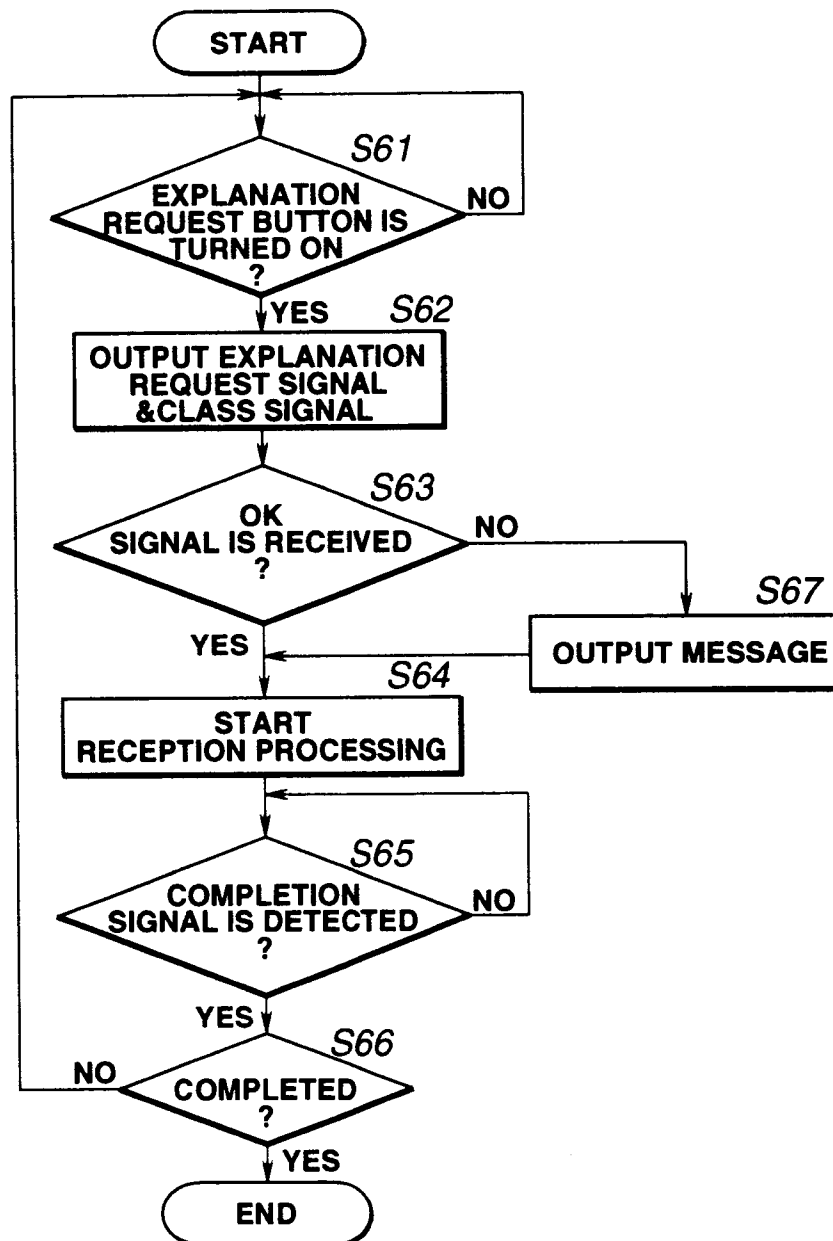 START
S61
EXPLANATION
REQUEST BUTTON IS
TURNED ON
?
NO
YES
S62
OUTPUT EXPLANATION
REQUEST SIGNAL
&CLASS SIGNAL
S63
OK
SIGNAL IS RECEIVED
?
NO
YES
S67
OUTPUT MESSAGE
S64
START
RECEPTION PROCESSING
S65
COMPLETION
SIGNAL IS DETECTED
?
NO
YES
S66
NO
COMPLETED
?
YES
END